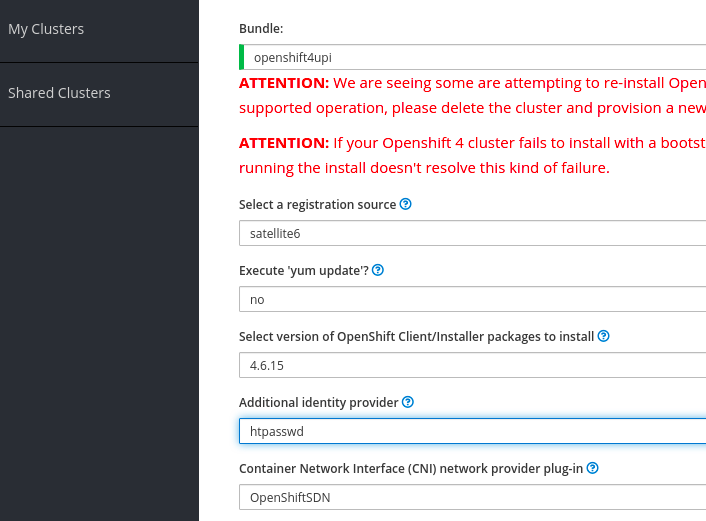 My Clusters
Shared Clusters
Bundle:
openshift4upi
ATTENTION: We are seeing some are attempting to re-install Open
supported operation, please delete the cluster and provision a new
ATTENTION: If your Openshift 4 cluster fails to install with a bootst
running the install doesn't resolve this kind of failure.
Select a registration source
satellite6
Execute 'yum update'?
no
Select version of OpenShift Client/Installer packages to install
4.6.15
Additional identity provider
htpasswd
Container Network Interface (CNI) network provider plug-in
OpenShiftSDN